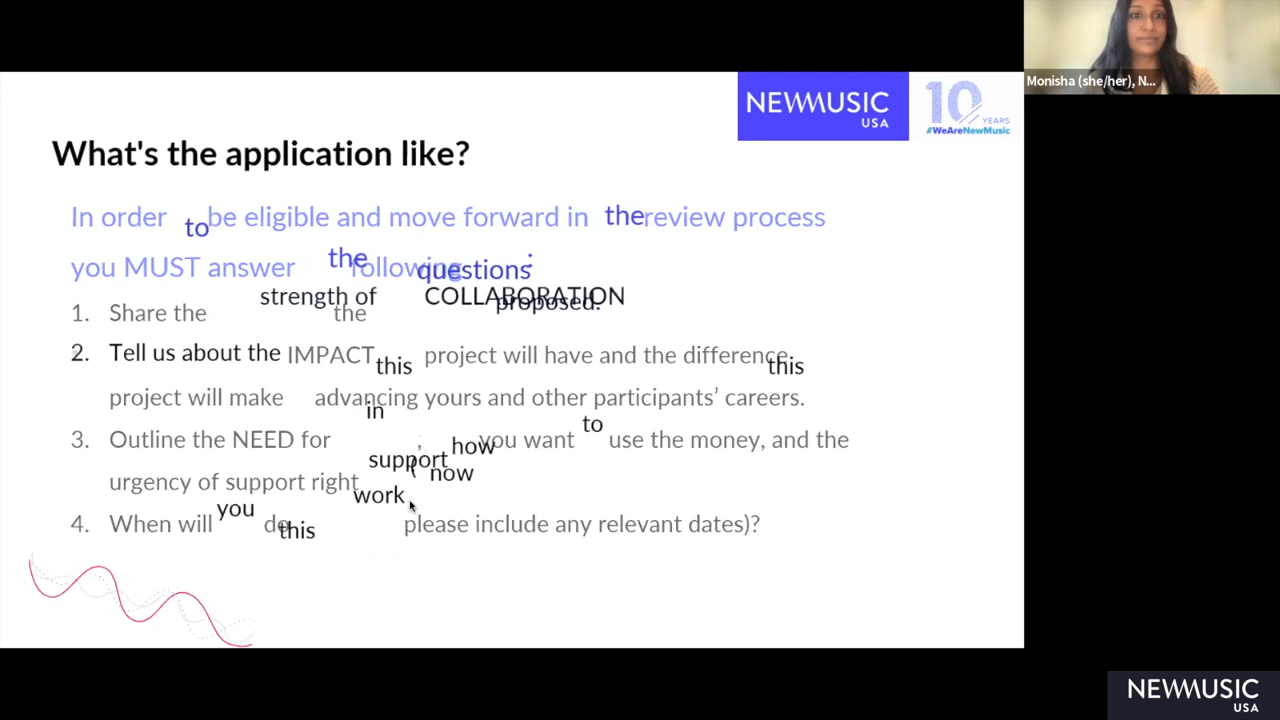 NEWMUSIC
USA
10
YEARS
#WeAreNewMusic
Monisha (she/her), N...
What's the application like?
In order to be eligible and move forward in the review process
you MUST answer the following questions:
1. Share the strength of the COLLABORATION proposed.
2. Tell us about the IMPACT this project will have and the difference this
project will make in advancing yours and other participants’ careers.
3. Outline the NEED for support, how you want to use the money, and the
urgency of support right now
4. When will you do this work (please include any relevant dates)?
NEWMUSIC
USA